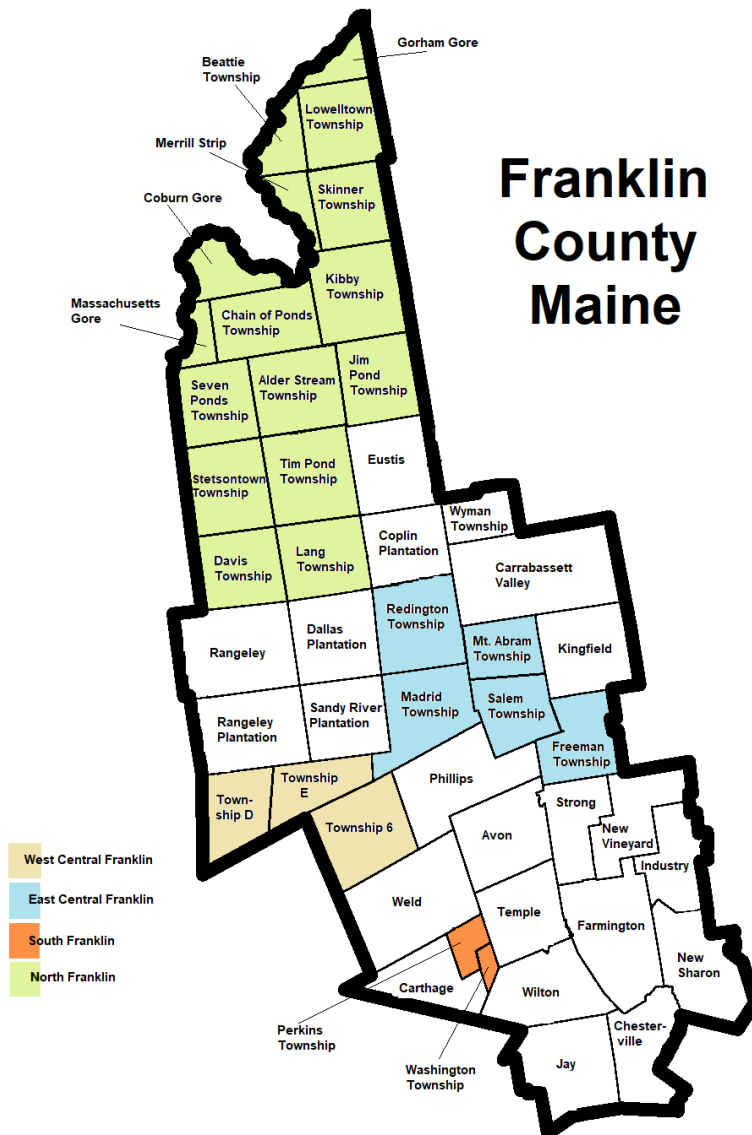 Gorham Gore
Beattie
Township
Lowelltown
Township
Merrill Strip
Skinner
Township
Franklin
County
Maine
Coburn Gore
Kibby
Township
Massachusetts
Gore
Chain of Ponds
Township
Jim
Pond
Township
Seven
Ponds
Township
Alder Stream
Township
Eustis
Tim Pond
Township
Stetsontown
Township
Wyman
Township
Coplin
Plantation
Lang
Township
Davis
Township
Carrabassett
Valley
Redington
Township
Dallas
Plantation
Mt. Abram
Township
Kingfield
Rangeley
Madrid
Township
Salem
Township
Sandy River
Plantation
Rangeley
Plantation
Freeman
Township
Township
E
Phillips
Town-
ship D
Strong
Township 6
Avon
New
Vineyard
Industry
West Central Franklin
East Central Franklin
South Franklin
North Franklin
Weld
Temple
Farmington
New
Sharon
Carthage
Wilton
Perkins
Township
Chester-
ville
Washington
Township
Jay